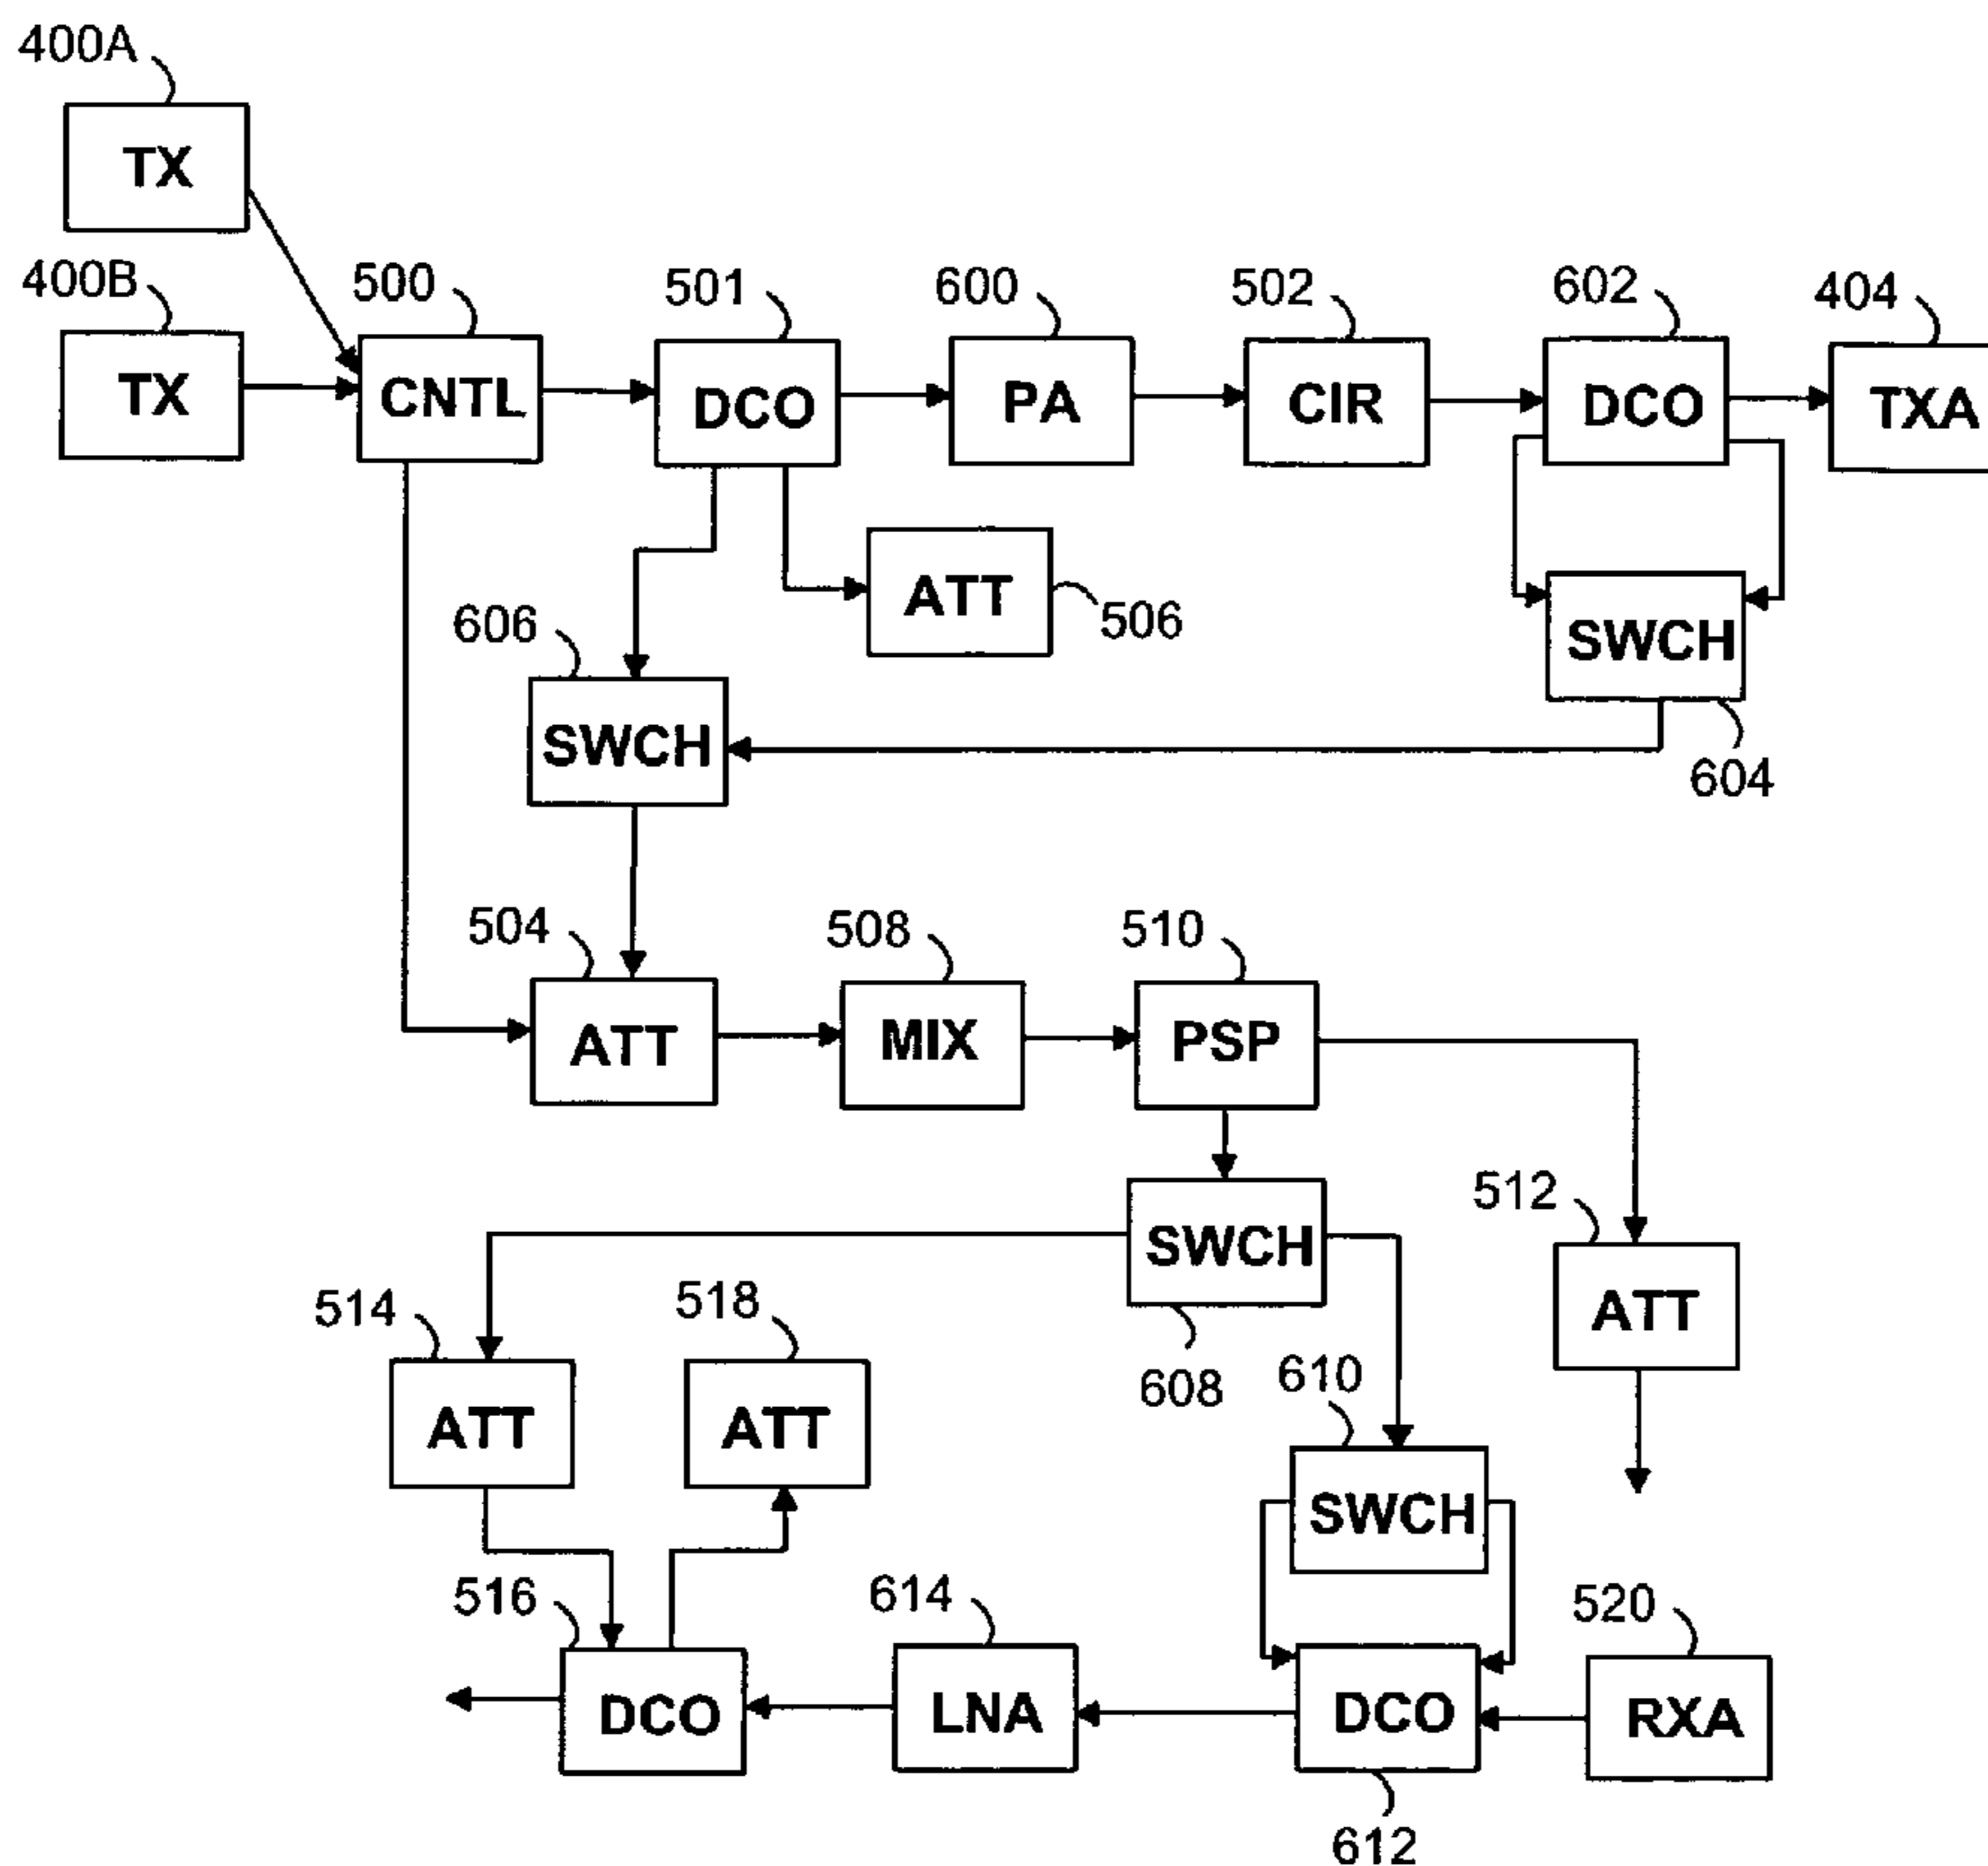 400A
TX
400B
500
501
600
502
602
404
TX
CNTL
DCO
PA
CIR
DCO
TXA
ATT
506
606
SWCH
SWCH
604
504
508
510
ATT
MIX
PSP
512
SWCH
514
518
608
610
ATT
ATT
ATT
SWCH
516
614
520
DCO
LNA
DCO
RXA
612